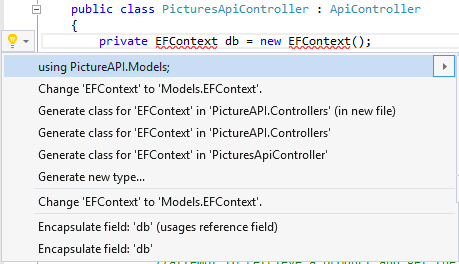 public class PicturesApiController : ApiController
{
private EFContext db = new EFContext();
using PictureAPI.Models;
Change 'EFContext' to 'Models.EFContext'.
Generate class for 'EFContext' in 'PictureAPI.Controllers' (in new file)
Generate class for 'EFContext' in 'PictureAPI.Controllers'
Generate class for 'EFContext' in 'PicturesApiController'
Generate new type...
Change 'EFContext' to 'Models.EFContext'.
Encapsulate field: 'db' (usages reference field)
Encapsulate field: 'db'